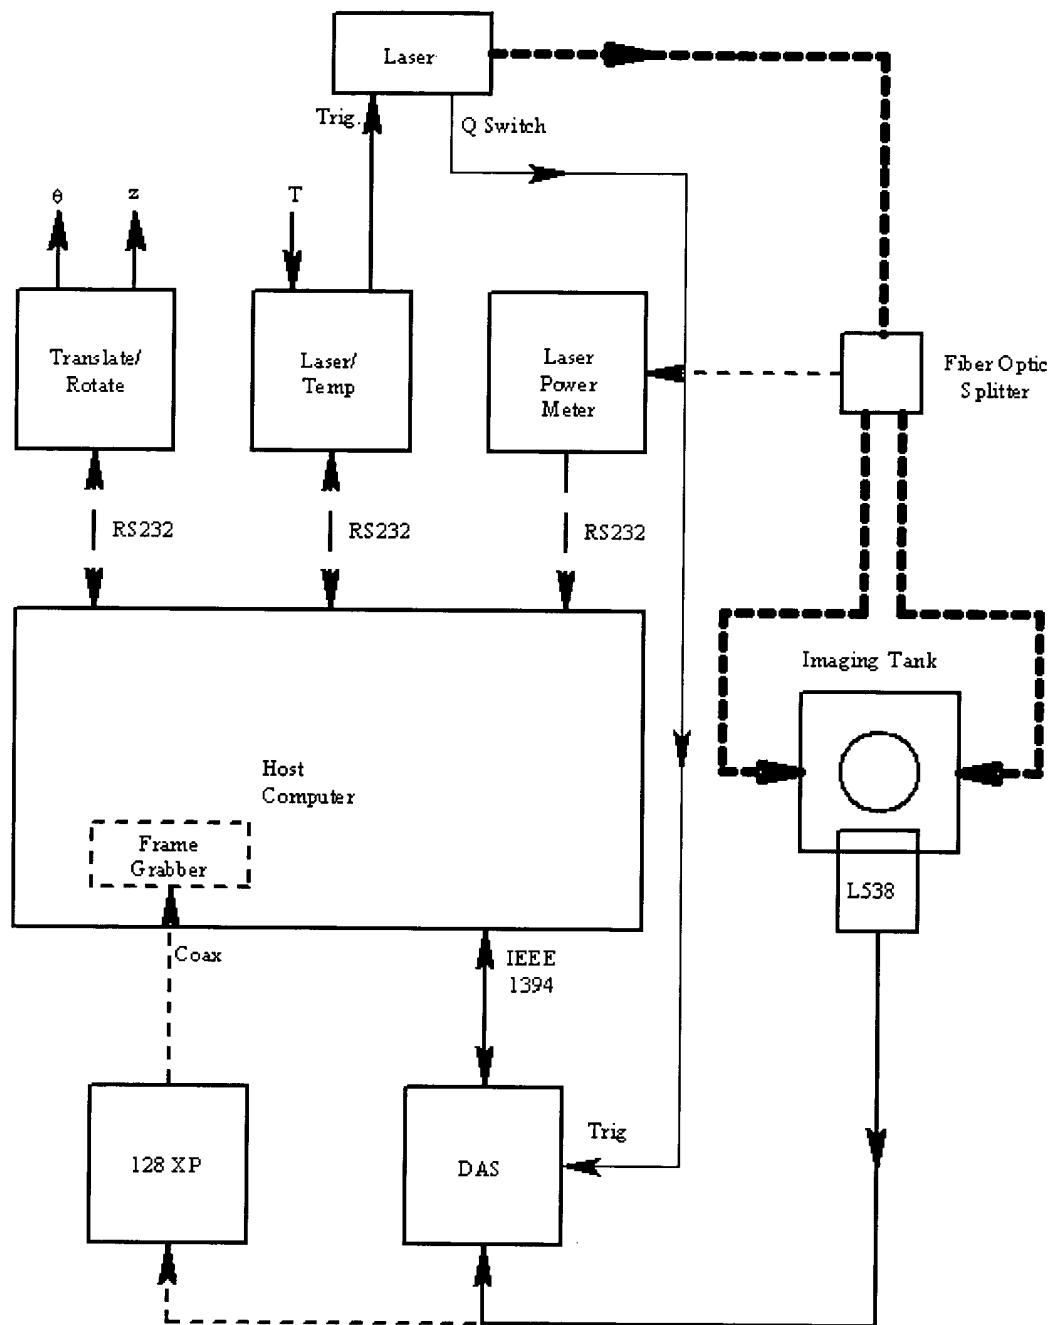 Laser
Trig.
Q Switch
θ
z
T
Translate/
Rotate
Laser/
Temp
Laser
Power
Meter
Fiber Optic
Splitter
RS232
RS232
RS232
Imaging Tank
Host
Computer
Frame
Grabber
L538
Coax
IEEE
1394
Trig
128 XP
DAS